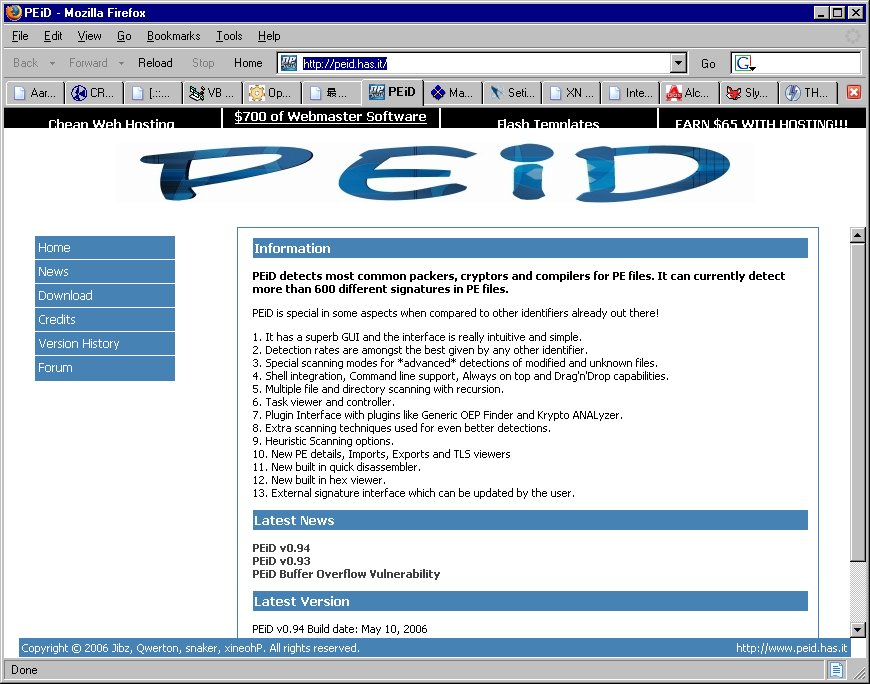 PEiD - Mozilla Firefox
File Edit View Go Bookmarks Tools Help
Back Forward Reload Stop Home http://peid.has.it/ Go G
Aar... CR... [.::... VB ... Op... 暴... PEiD Ma... Seti... XN ... Inte... Alc... Sly... TH...
Cheap Web Hosting $700 of Webmaster Software Flash Templates EARN $65 WITH HOSTING!!!
PEiD
Home
News
Download
Credits
Version History
Forum
Information
PEiD detects most common packers, cryptors and compilers for PE files. It can currently detect
more than 600 different signatures in PE files.
PEiD is special in some aspects when compared to other identifiers already out there!
1. It has a superb GUI and the interface is really intuitive and simple.
2. Detection rates are amongst the best given by any other identifier.
3. Special scanning modes for *advanced* detections of modified and unknown files.
4. Shell integration, Command line support, Always on top and Drag'n'Drop capabilities.
5. Multiple file and directory scanning with recursion.
6. Task viewer and controller.
7. Plugin Interface with plugins like Generic OEP Finder and Krypto ANALyzer.
8. Extra scanning techniques used for even better detections.
9. Heuristic Scanning options.
10. New PE details, Imports, Exports and TLS viewers
11. New built in quick disassembler.
12. New built in hex viewer.
13. External signature interface which can be updated by the user.
Latest News
PEiD v0.94
PEiD v0.93
PEiD Buffer Overflow Vulnerability
Latest Version
PEiD v0.94 Build date: May 10, 2006
Copyright © 2006 Jibz, Qwerton, snaker, xineohP. All rights reserved. http://www.peid.has.it
Done